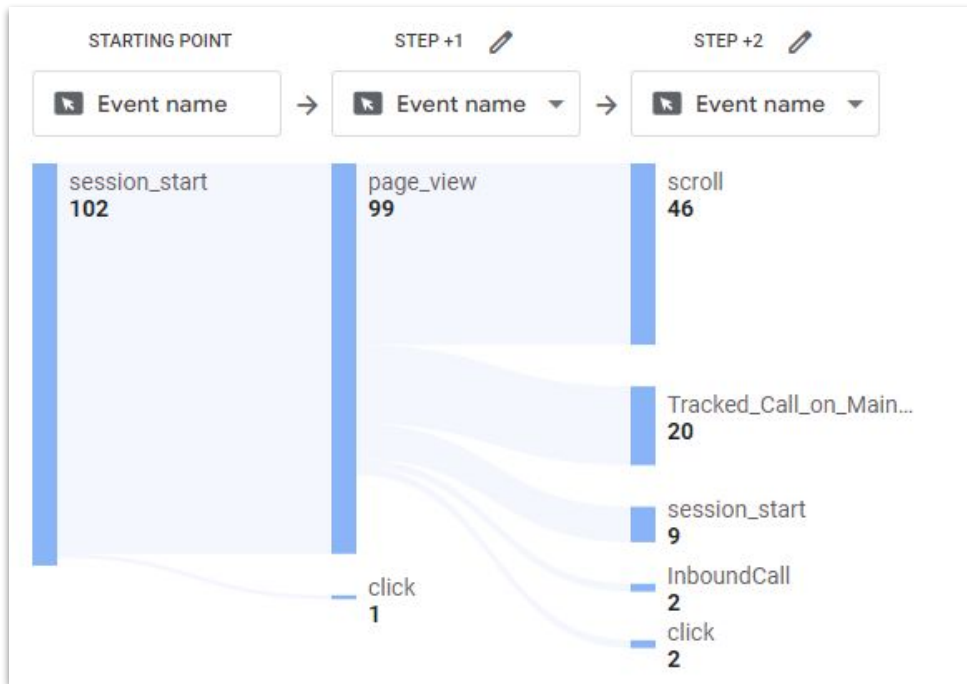 STARTING POINT
STEP +1
STEP +2
Event name
Event name
Event name
session_start
102
page_view
99
click
1
scroll
46
Tracked_Call_on_Main...
20
session_start
9
InboundCall
2
click
2